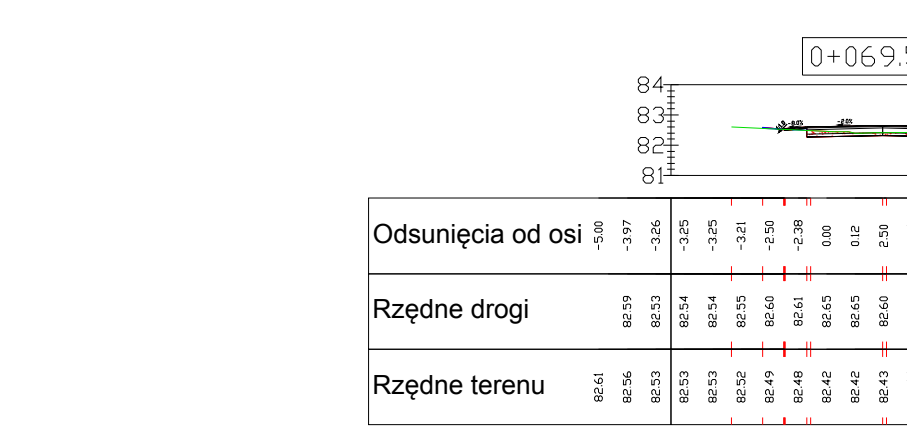 0+069.5
84
83
82
81
-2.0%
Odsunięcia od osi -5.00 -3.97 -3.26 -3.25 -3.25 -3.21 -2.50 -2.38 0.00 0.12 2.50
Rzędne drogi 82.59 82.53 82.54 82.54 82.55 82.60 82.61 82.65 82.65 82.60
Rzędne terenu 82.61 82.56 82.53 82.53 82.53 82.52 82.49 82.48 82.42 82.42 82.43